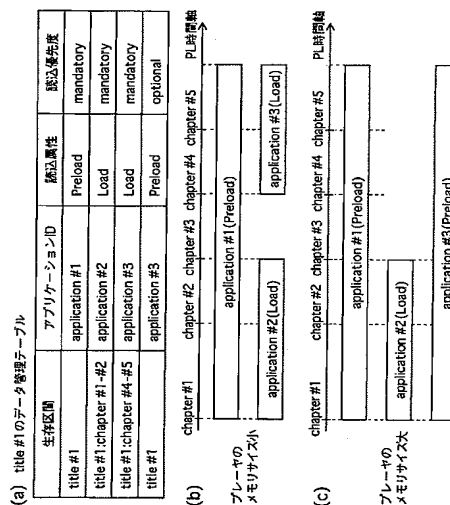 (a) title #1のデータ管理テーブル
生存区間 アプリケーションID 読込属性 読込優先度
title #1 application #1 Preload mandatory
title #1:chapter #1-#2 application #2 Load mandatory
title #1:chapter #4-#5 application #3 Load mandatory
title #1 application #3 Preload optional
(b)
chapter #1 chapter #2 chapter #3 chapter #4 chapter #5 PL時間軸
プレーヤの
メモリサイズ小
application #1(Preload)
application #2(Load) application #3(Load)
(c)
chapter #1 chapter #2 chapter #3 chapter #4 chapter #5 PL時間軸
プレーヤの
メモリサイズ大
application #1(Preload)
application #2(Load)
application #3(Preload)